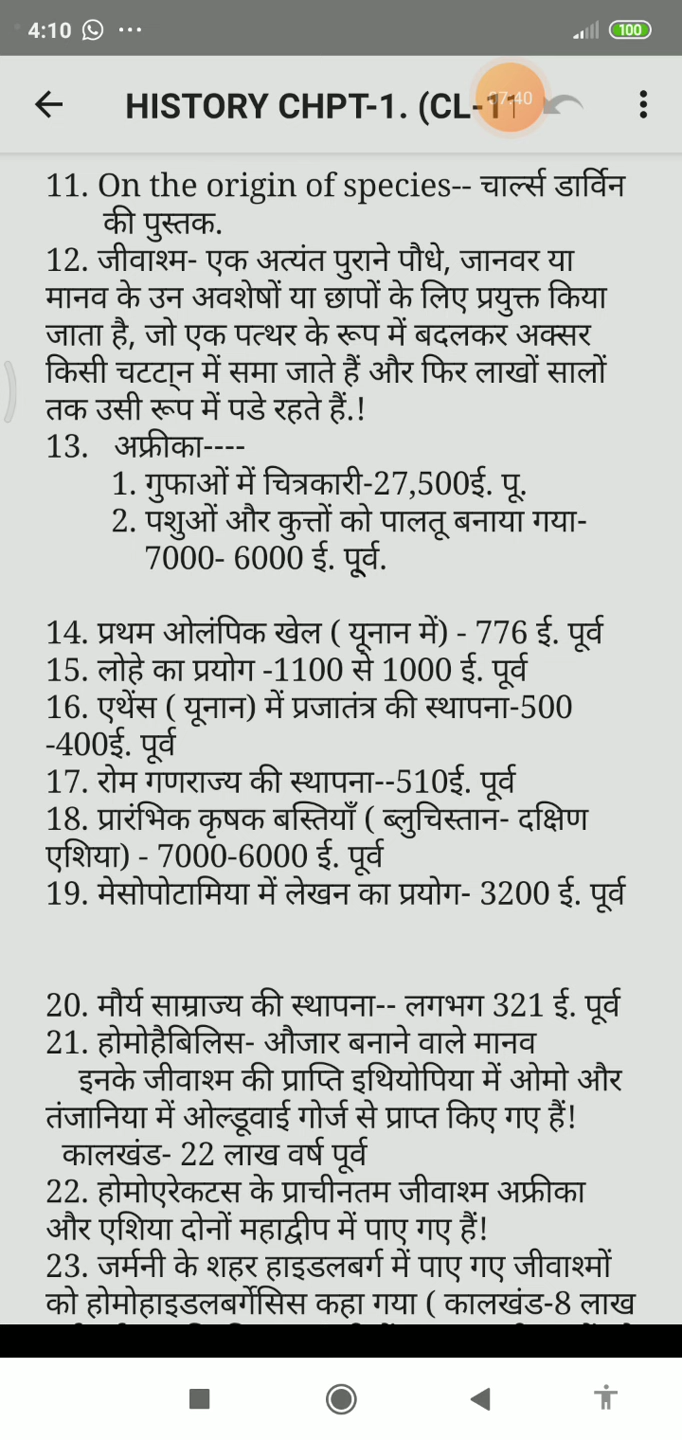 4:10
100
HISTORY CHPT-1. (CL-11
07:40
11. On the origin of species-- चार्ल्स डार्विन
की पुस्तक.
12. जीवाश्म- एक अत्यंत पुराने पौधे, जानवर या
मानव के उन अवशेषों या छापों के लिए प्रयुक्त किया
जाता है, जो एक पत्थर के रूप में बदलकर अक्सर
किसी चटटा्न में समा जाते हैं और फिर लाखों सालों
तक उसी रूप में पडे रहते हैं.!
13. अफ्रीका----
1. गुफाओं में चित्रकारी-27,500ई. पू.
2. पशुओं और कुत्तों को पालतू बनाया गया-
7000- 6000 ई. पूर्व.
14. प्रथम ओलंपिक खेल ( यूनान में) - 776 ई. पूर्व
15. लोहे का प्रयोग -1100 से 1000 ई. पूर्व
16. एथेंस ( यूनान) में प्रजातंत्र की स्थापना-500
-400ई. पूर्व
17. रोम गणराज्य की स्थापना--510ई. पूर्व
18. प्रारंभिक कृषक बस्तियाँ ( ब्लुचिस्तान- दक्षिण
एशिया) - 7000-6000 ई. पूर्व
19. मेसोपोटामिया में लेखन का प्रयोग- 3200 ई. पूर्व
20. मौर्य साम्राज्य की स्थापना-- लगभग 321 ई. पूर्व
21. होमोहैबिलिस- औजार बनाने वाले मानव
इनके जीवाश्म की प्राप्ति इथियोपिया में ओमो और
तंजानिया में ओल्डूवाई गोर्ज से प्राप्त किए गए हैं!
कालखंड- 22 लाख वर्ष पूर्व
22. होमोएरेकटस के प्राचीनतम जीवाश्म अफ्रीका
और एशिया दोनों महाद्वीप में पाए गए हैं!
23. जर्मनी के शहर हाइडलबर्ग में पाए गए जीवाश्मों
को होमोहाइडलबर्गेसिस कहा गया ( कालखंड-8 लाख